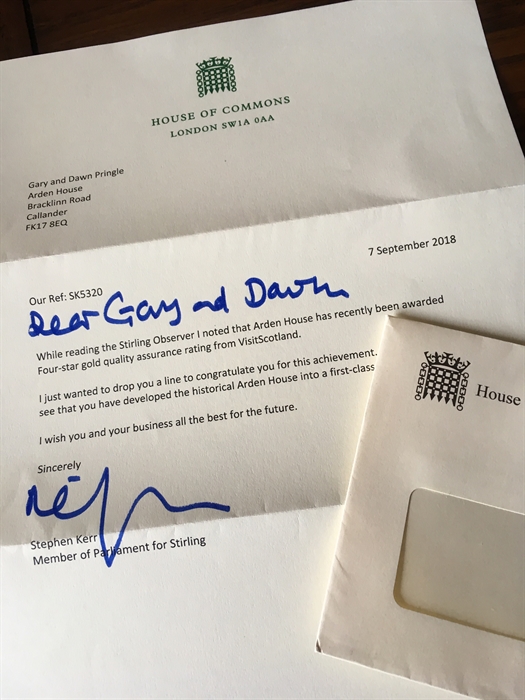 HOUSE OF COMMONS
LONDON SW1A 0AA
Gary and Dawn Pringle
Arden House
Bracklinn Road
Callander
FK17 8EQ
7 September 2018
Our Ref: SK5320
Dear Gary and Dawn
While reading the Stirling Observer I noted that Arden House has recently been awarded
Four-star gold quality assurance rating from VisitScotland.
I just wanted to drop you a line to congratulate you for this achievement.
see that you have developed the historical Arden House into a first-class
I wish you and your business all the best for the future.
Sincerely
Stephen Kerr
Member of Parliament for Stirling
House